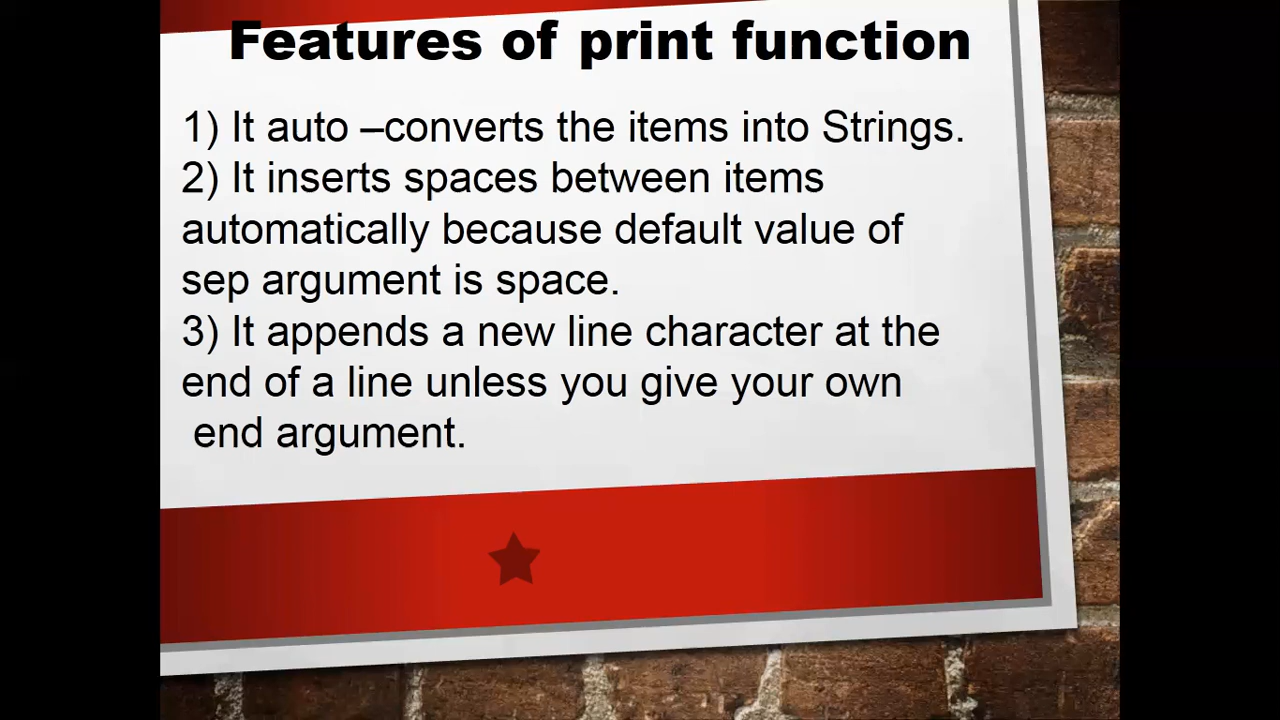 Features of print function
1) It auto –converts the items into Strings.
2) It inserts spaces between items
automatically because default value of
sep argument is space.
3) It appends a new line character at the
end of a line unless you give your own
end argument.